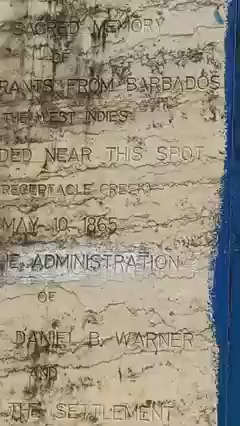 SACRED MEMORY
OF
RANTS FROM BARBADOS
THE WEST INDIES
DED NEAR THIS SPOT
RECEPTACLE CREEK)
MAY 10, 1865
E ADMINISTRATION
OF
DANIEL B. WARNER
AND
THE SETTLEMENT